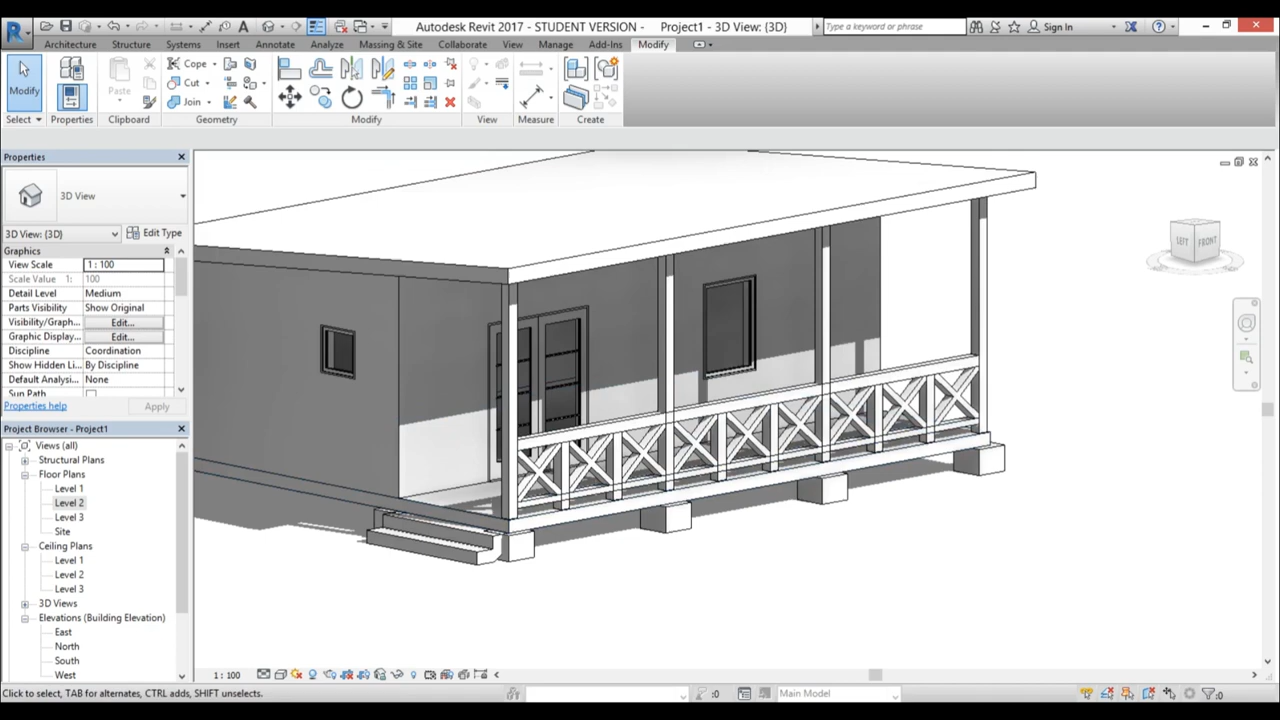 Autodesk Revit 2017 - STUDENT VERSION - Project1 - 3D View: {3D}
Type a keyword or phrase
Sign In
Architecture Structure Systems Insert Annotate Analyze Massing & Site Collaborate View Manage Add-Ins Modify
Modify
Paste
Cope
Cut
Join
Select Properties Clipboard Geometry Modify View Measure Create
Properties
3D View
3D View: {3D}
Edit Type
Graphics
View Scale 1 : 100
Scale Value 1: 100
Detail Level Medium
Parts Visibility Show Original
Visibility/Graph... Edit...
Graphic Display... Edit...
Discipline Coordination
Show Hidden Li... By Discipline
Default Analysi... None
Sun Path
Properties help
Apply
Project Browser - Project1
Views (all)
Structural Plans
Floor Plans
Level 1
Level 2
Level 3
Site
Ceiling Plans
Level 1
Level 2
Level 3
3D Views
Elevations (Building Elevation)
East
North
South
West
LEFT FRONT
1 : 100
Click to select, TAB for alternates, CTRL adds, SHIFT unselects.
:0
Main Model
:0